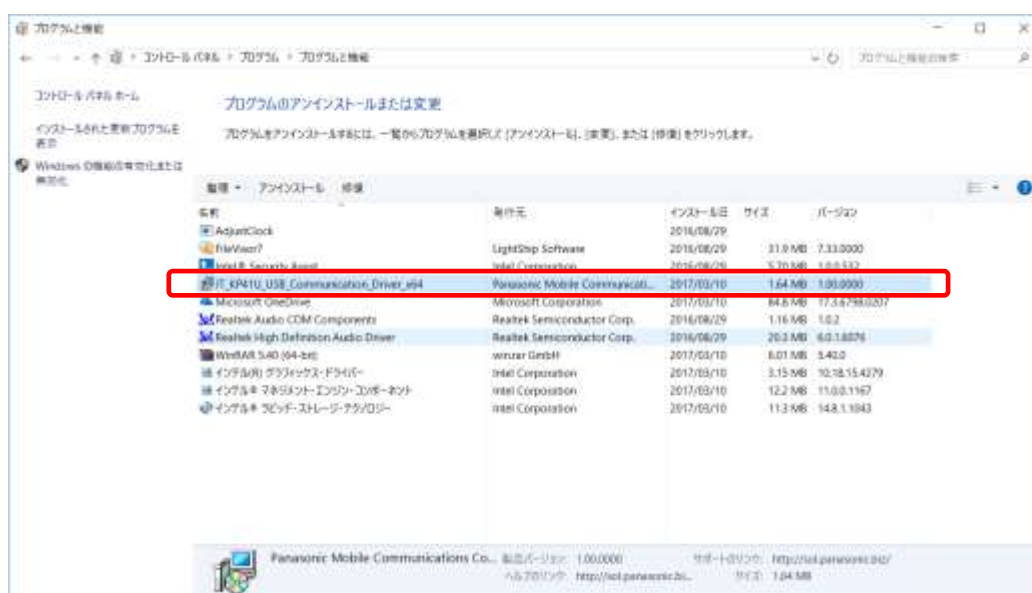 プログラムと機能
コントロール パネル プログラム プログラムと機能 プログラムと機能の検索
コントロール パネル ホーム
インストールされた更新プログラムを
表示
Windows の機能の有効化または
無効化
プログラムのアンインストールまたは変更
プログラムをアンインストールするには、一覧からプログラムを選択して [アンインストール]、[変更]、または [修復] をクリックします。
整理 アンインストール 修復
名前 発行元 インストール日 サイズ バージョン
AdjustClock 2016/08/29
FileVisor7 LightShip Software 2016/08/29 31.9 MB 7.33.0000
Intel® Security Assist Intel Corporation 2016/08/29 5.70 MB 1.0.0.532
IT_KP41U_USB_Communication_Driver_x64 Panasonic Mobile Communicati... 2017/03/10 1.64 MB 1.00.0000
Microsoft OneDrive Microsoft Corporation 2017/03/10 84.8 MB 17.3.6798.0207
Realtek Audio COM Components Realtek Semiconductor Corp. 2016/08/29 1.16 MB 1.0.2
Realtek High Definition Audio Driver Realtek Semiconductor Corp. 2016/08/29 20.3 MB 6.0.1.8076
WinRAR 5.40 (64-bit) win.rar GmbH 2017/03/10 6.01 MB 5.40.0
インテル(R) グラフィックス・ドライバー Intel Corporation 2017/03/10 3.15 MB 10.18.15.4279
インテル® マネジメント・エンジン・コンポーネント Intel Corporation 2017/03/10 12.2 MB 11.0.0.1167
インテル® ラピッド・ストレージ・テクノロジー Intel Corporation 2017/03/10 11.3 MB 14.8.1.1043
Panasonic Mobile Communications Co... 製品バージョン: 1.00.0000 サポートのリンク: http://sol.panasonic.biz/
ヘルプのリンク: http://sol.panasonic.bi... サイズ: 1.64 MB